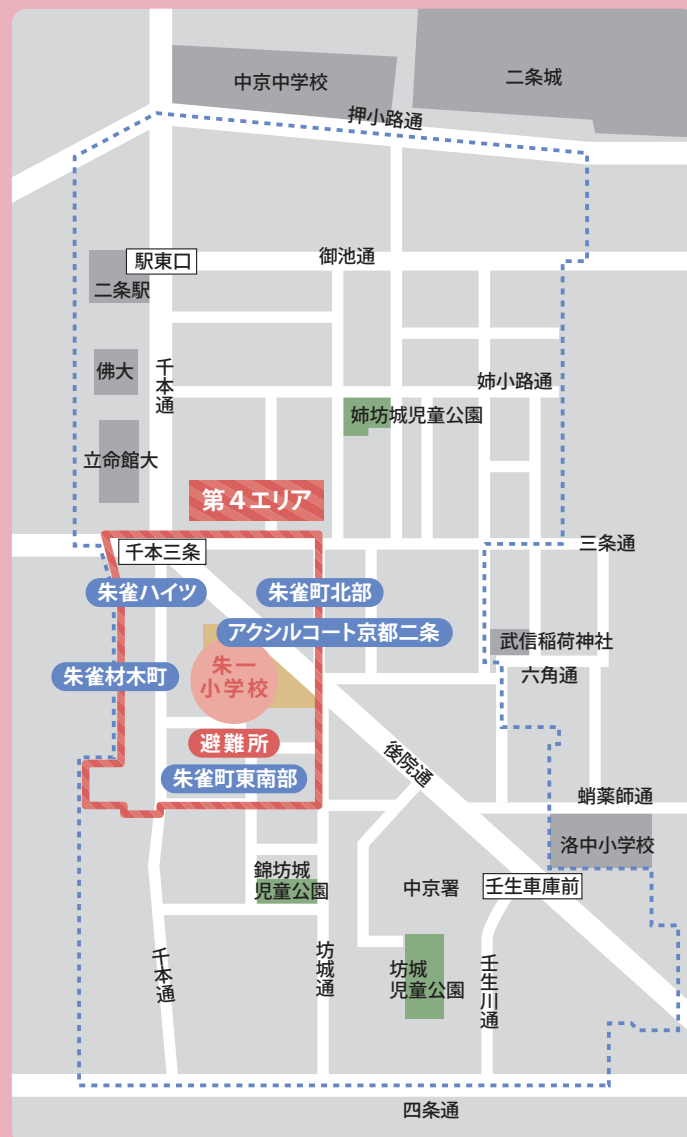 中京中学校
二条城
押小路通
駅東口
御池通
二条駅
佛大
千本通
姉小路通
姉坊城児童公園
立命館大
第4エリア
千本三条
三条通
朱雀ハイツ
朱雀町北部
アクシルコート京都二条
武信稲荷神社
朱雀材木町
朱一
小学校
六角通
避難所
後院通
朱雀町東南部
蛸薬師通
洛中小学校
錦坊城
児童公園
中京署
壬生車庫前
千本通
坊城通
坊城
児童公園
壬生川通
四条通